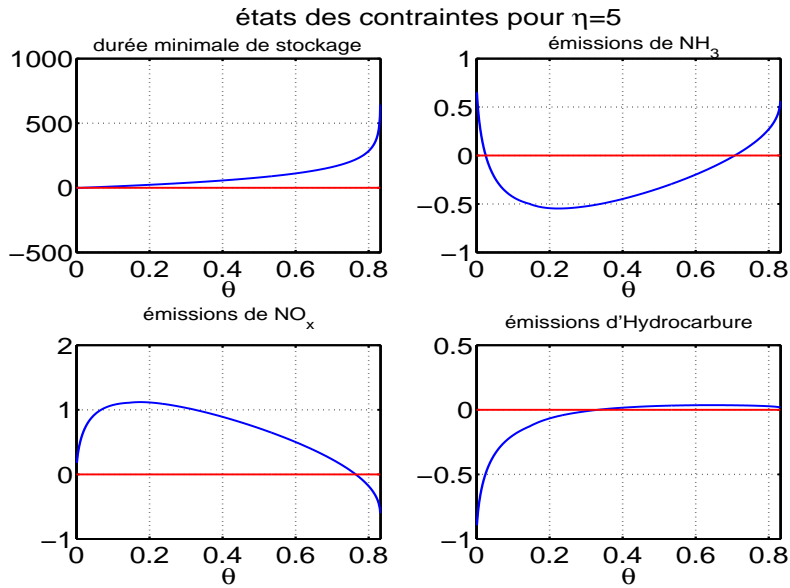 états des contraintes pour η=5
durée minimale de stockage
1000
500
0
−500
0 0.2 0.4 0.6 0.8
θ
émissions de NH3
1
0.5
0
−0.5
−1
0 0.2 0.4 0.6 0.8
θ
émissions de NOx
2
1
0
−1
0 0.2 0.4 0.6 0.8
θ
émissions d'Hydrocarbure
0.5
0
−0.5
−1
0 0.2 0.4 0.6 0.8
θ